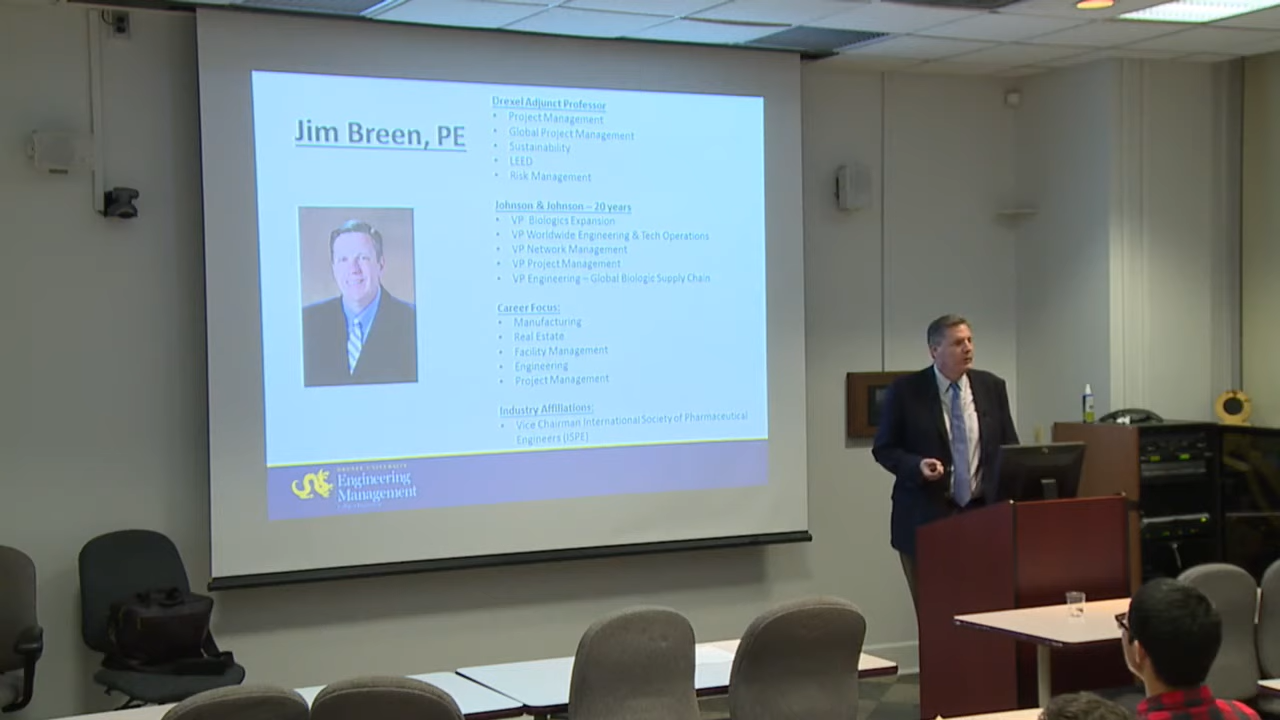 Jim Breen, PE
Drexel Adjunct Professor
• Project Management
• Global Project Management
• Sustainability
• LEED
• Risk Management
Johnson & Johnson – 20 years
• VP Biologics Expansion
• VP Worldwide Engineering & Tech Operations
• VP Network Management
• VP Project Management
• VP Engineering – Global Biologic Supply Chain
Career Focus:
• Manufacturing
• Real Estate
• Facility Management
• Engineering
• Project Management
Industry Affiliations:
• Vice Chairman International Society of Pharmaceutical
Engineers (ISPE)
DREXEL UNIVERSITY
Engineering
Management